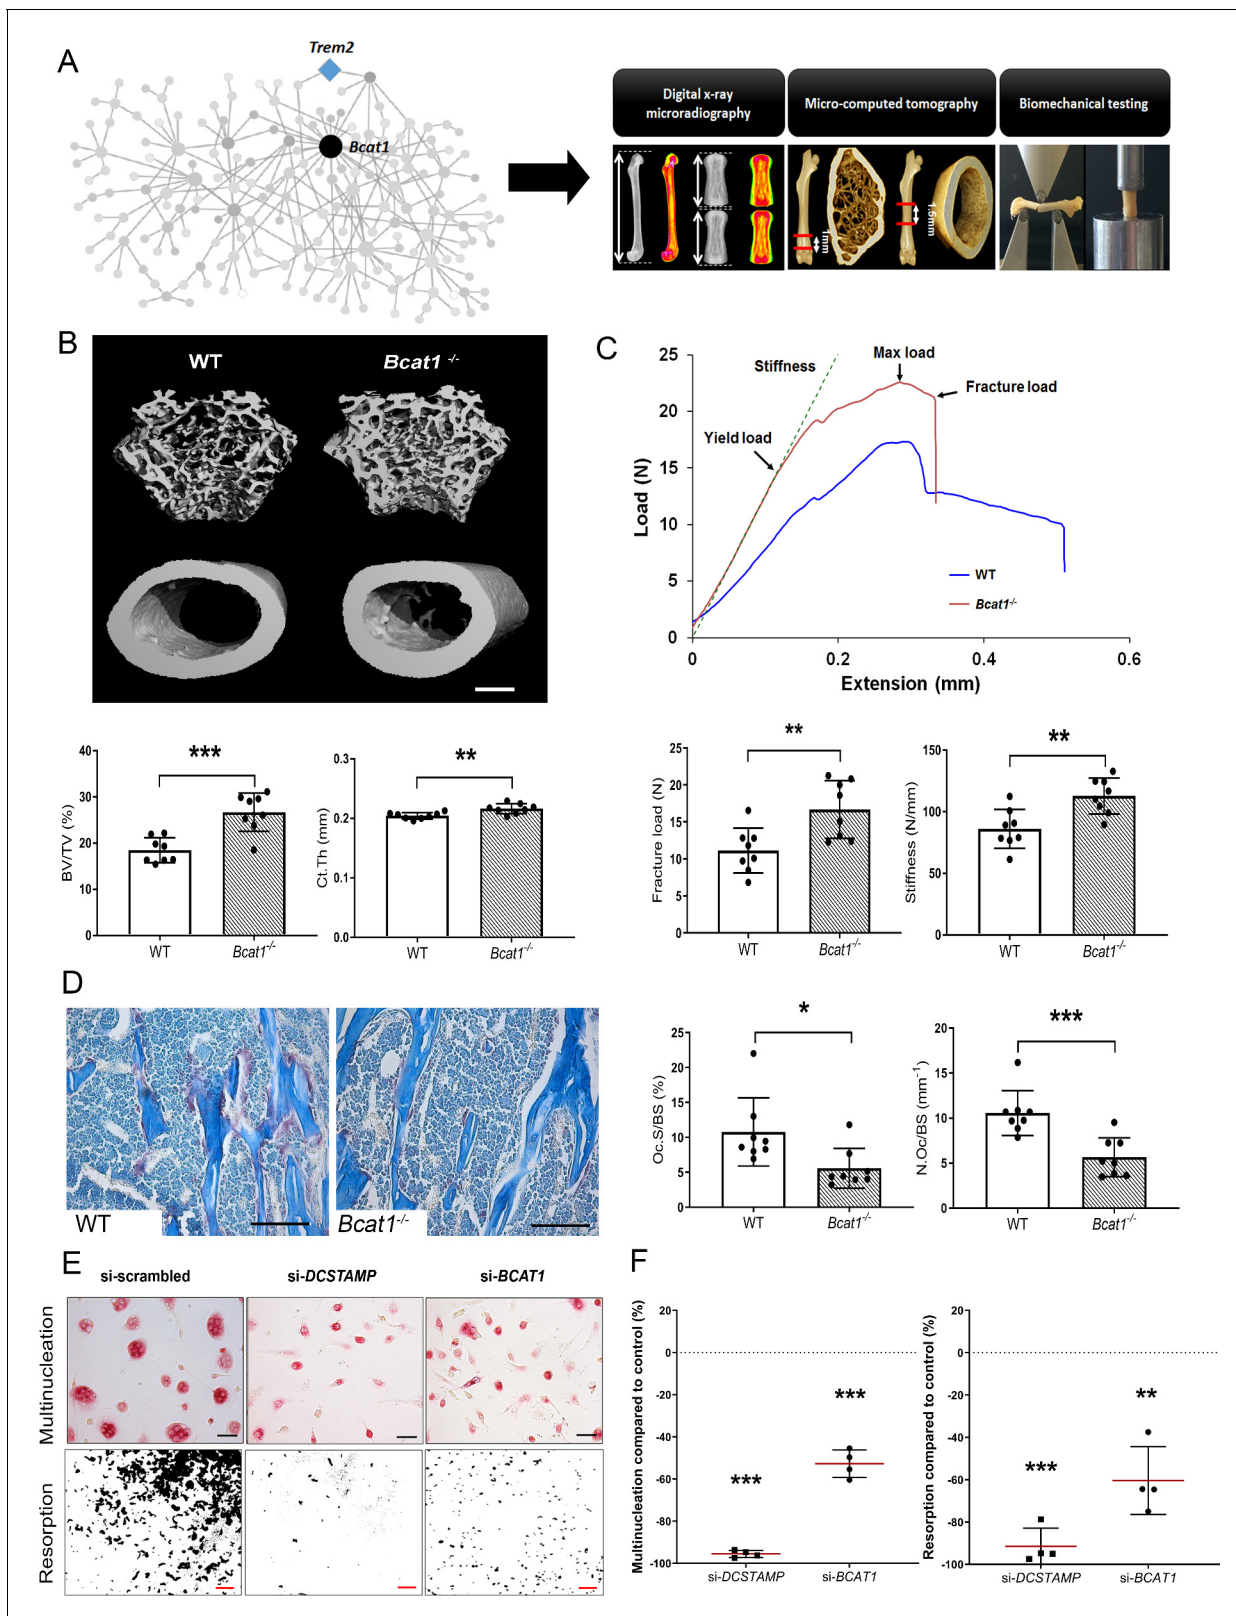 A
Trem2
Bcat1
Digital x-ray
microradiography
Micro-computed tomography
Biomechanical testing
1mm
1.5mm
B
WT
Bcat1 -/-
C
25
20
15
10
5
0
Load (N)
0
0.2
0.4
0.6
Extension (mm)
Stiffness
Max load
Fracture load
Yield load
WT
Bcat1-/-
40
30
20
10
0
BV/TV (%)
***
WT
Bcat1-/-
0.3
0.2
0.1
0.0
Ct.Th (mm)
**
WT
Bcat1-/-
25
20
15
10
5
0
Fracture load (N)
**
WT
Bcat1-/-
150
100
50
0
Stiffness (N/mm)
**
WT
Bcat1-/-
D
WT
Bcat1-/-
25
20
15
10
5
0
Oc.S/BS (%)
*
WT
Bcat1-/-
20
15
10
5
0
N.Oc/BS (mm-1)
***
WT
Bcat1-/-
E
si-scrambled
si-DCSTAMP
si-BCAT1
Multinucleation
Resorption
F
20
0
-20
-40
-60
-80
-100
Multinucleation compared to control (%)
***
***
si-DCSTAMP
si-BCAT1
20
0
-20
-40
-60
-80
-100
Resorption compared to control (%)
***
**
si-DCSTAMP
si-BCAT1